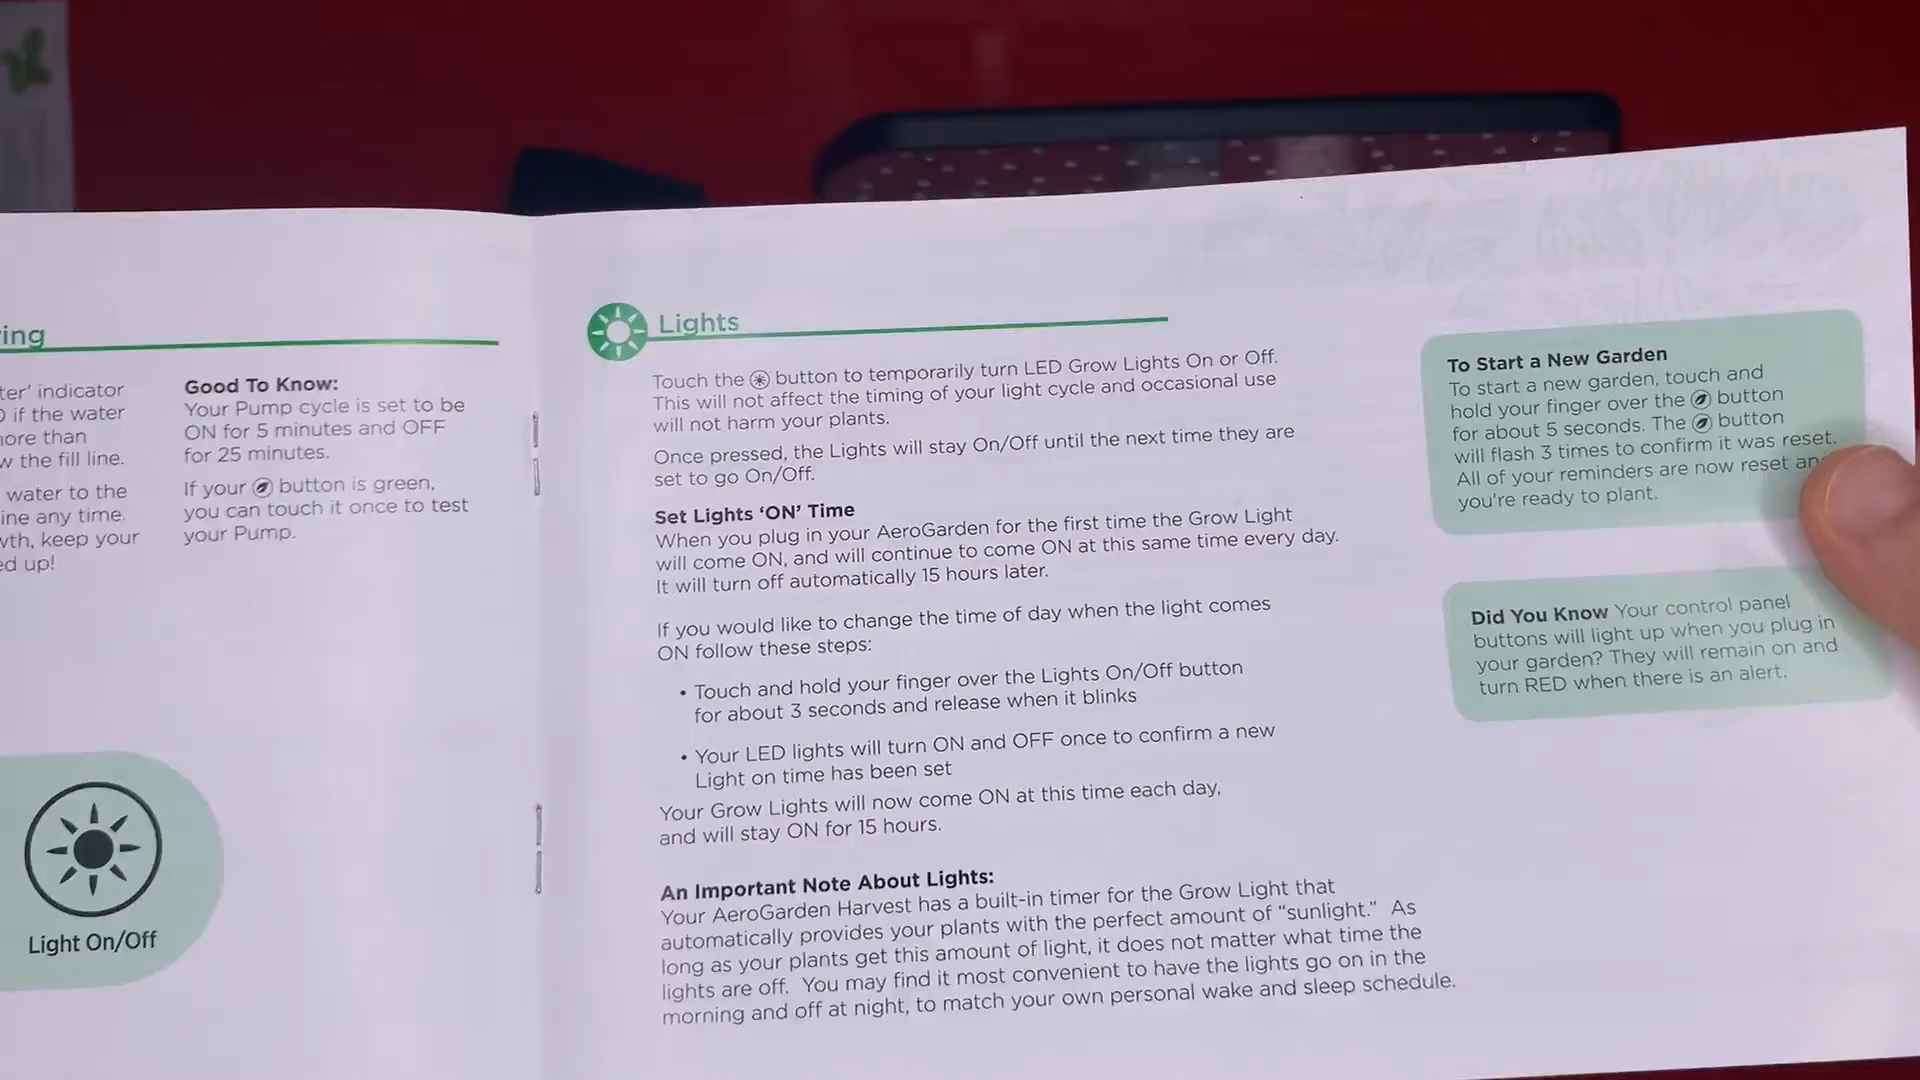 ing
ter' indicator
if the water
more than
w the fill line.
water to the
ine any time.
wth, keep your
ed up!
Good To Know:
Your Pump cycle is set to be
ON for 5 minutes and OFF
for 25 minutes.
If your button is green,
you can touch it once to test
your Pump.
Light On/Off
Lights
Touch the button to temporarily turn LED Grow Lights On or Off.
This will not affect the timing of your light cycle and occasional use
will not harm your plants.
Once pressed, the Lights will stay On/Off until the next time they are
set to go On/Off.
Set Lights ‘ON’ Time
When you plug in your AeroGarden for the first time the Grow Light
will come ON, and will continue to come ON at this same time every day.
It will turn off automatically 15 hours later.
If you would like to change the time of day when the light comes
ON follow these steps:
• Touch and hold your finger over the Lights On/Off button
for about 3 seconds and release when it blinks
• Your LED lights will turn ON and OFF once to confirm a new
Light on time has been set
Your Grow Lights will now come ON at this time each day,
and will stay ON for 15 hours.
An Important Note About Lights:
Your AeroGarden Harvest has a built-in timer for the Grow Light that
automatically provides your plants with the perfect amount of “sunlight.” As
long as your plants get this amount of light, it does not matter what time the
lights are off. You may find it most convenient to have the lights go on in the
morning and off at night, to match your own personal wake and sleep schedule.
To Start a New Garden
To start a new garden, touch and
hold your finger over the button
for about 5 seconds. The button
will flash 3 times to confirm it was reset.
All of your reminders are now reset an
you're ready to plant.
Did You Know Your control panel
buttons will light up when you plug in
your garden? They will remain on and
turn RED when there is an alert.